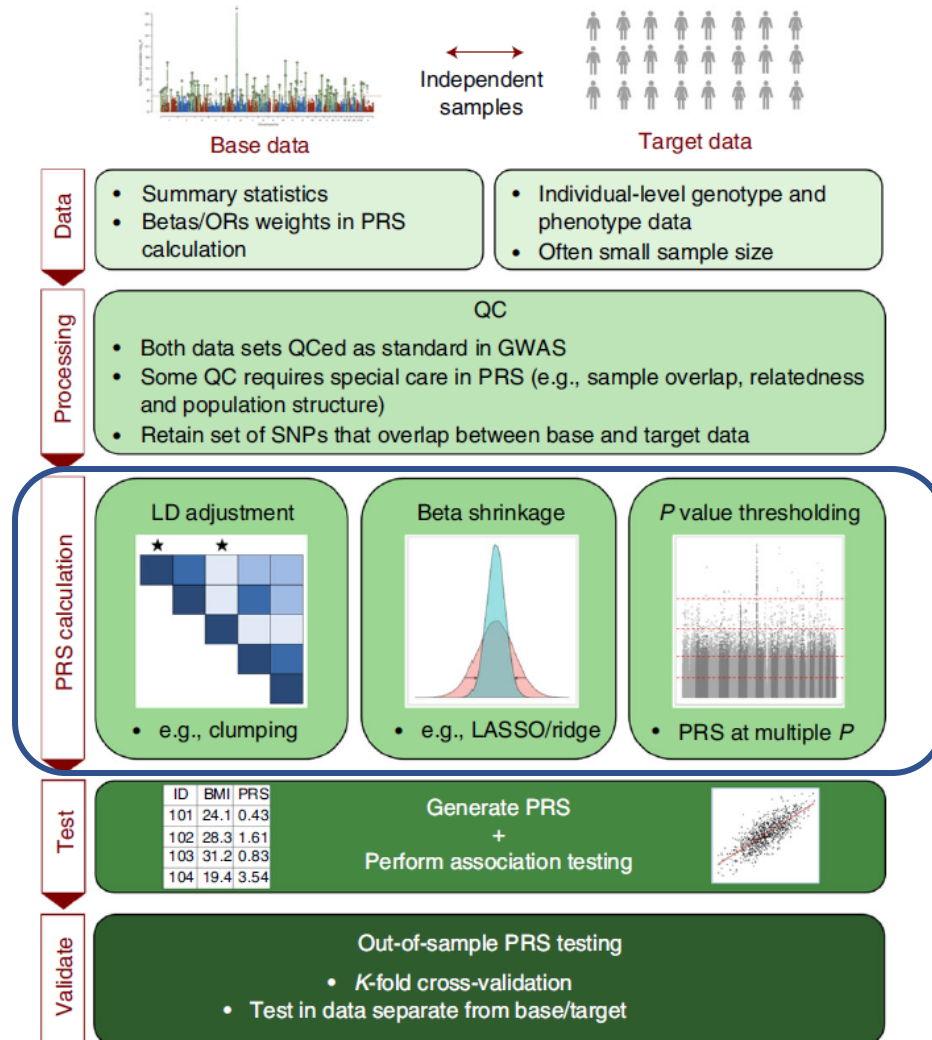 Independent
samples
Base data
Target data
Data
• Summary statistics
• Betas/ORs weights in PRS
calculation
• Individual-level genotype and
phenotype data
• Often small sample size
Processing
QC
• Both data sets QCed as standard in GWAS
• Some QC requires special care in PRS (e.g., sample overlap, relatedness
and population structure)
• Retain set of SNPs that overlap between base and target data
PRS calculation
LD adjustment
• e.g., clumping
Beta shrinkage
• e.g., LASSO/ridge
P value thresholding
• PRS at multiple P
Test
ID BMI PRS
101 24.1 0.43
102 28.3 1.61
103 31.2 0.83
104 19.4 3.54
Generate PRS
+
Perform association testing
Validate
Out-of-sample PRS testing
• K-fold cross-validation
• Test in data separate from base/target